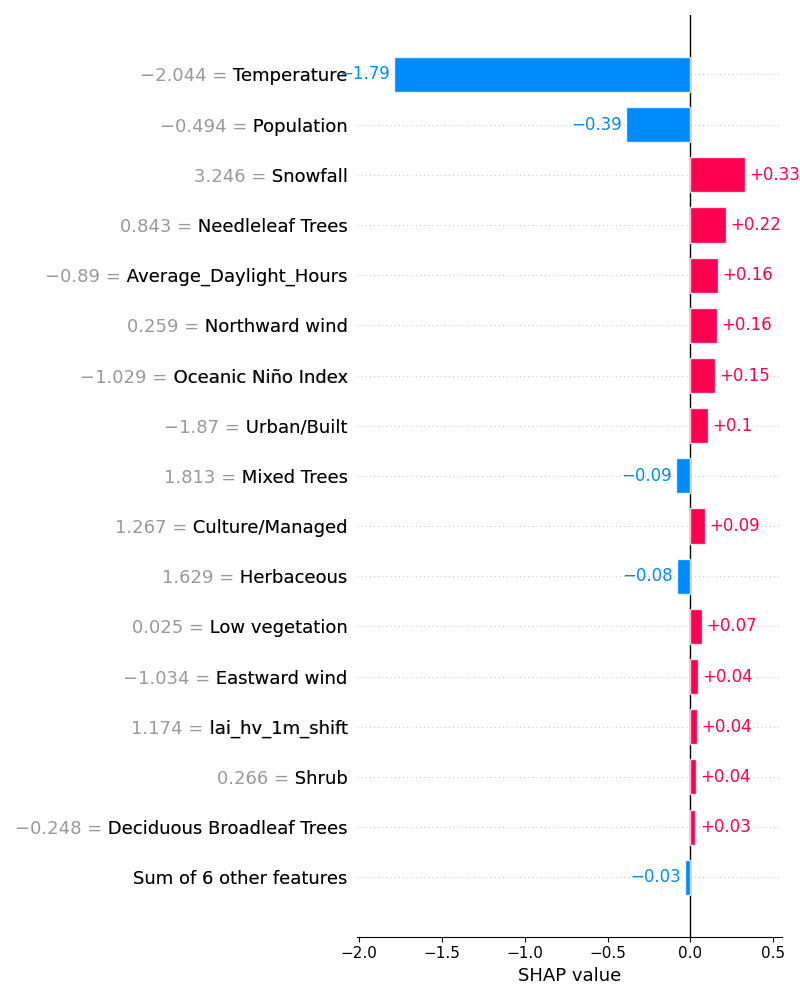 −2.044 = Temperature −1.79
−0.494 = Population −0.39
3.246 = Snowfall +0.33
0.843 = Needleleaf Trees +0.22
−0.89 = Average_Daylight_Hours +0.16
0.259 = Northward wind +0.16
−1.029 = Oceanic Niño Index +0.15
−1.87 = Urban/Built +0.1
1.813 = Mixed Trees −0.09
1.267 = Culture/Managed +0.09
1.629 = Herbaceous −0.08
0.025 = Low vegetation +0.07
−1.034 = Eastward wind +0.04
1.174 = lai_hv_1m_shift +0.04
0.266 = Shrub +0.04
−0.248 = Deciduous Broadleaf Trees +0.03
Sum of 6 other features −0.03
−2.0 −1.5 −1.0 −0.5 0.0 0.5
SHAP value